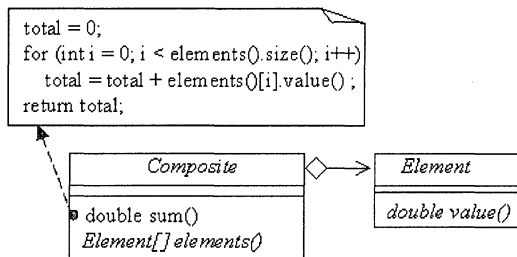 total = 0;
for (int i = 0; i < elements().size(); i++)
total = total + elements()[i].value() ;
return total;
Composite
Element
double sum()
double value()
Element[] elements()